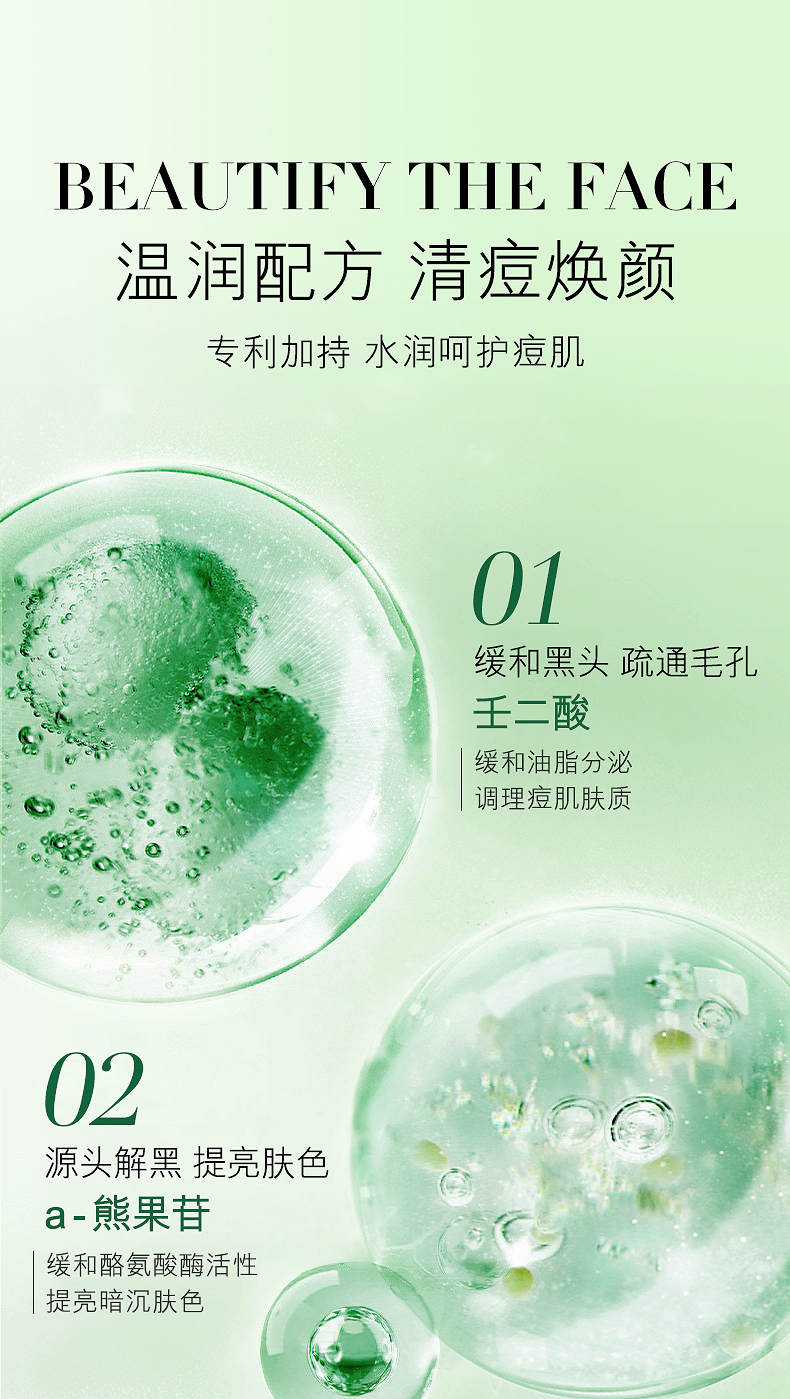 BEAUTIFY THE FACE
温润配方 清痘焕颜
专利加持 水润呵护痘肌
01
缓和黑头 疏通毛孔
壬二酸
缓和油脂分泌
调理痘肌肤质
02
源头解黑 提亮肤色
a-熊果苷
缓和酪氨酸酶活性
提亮暗沉肤色